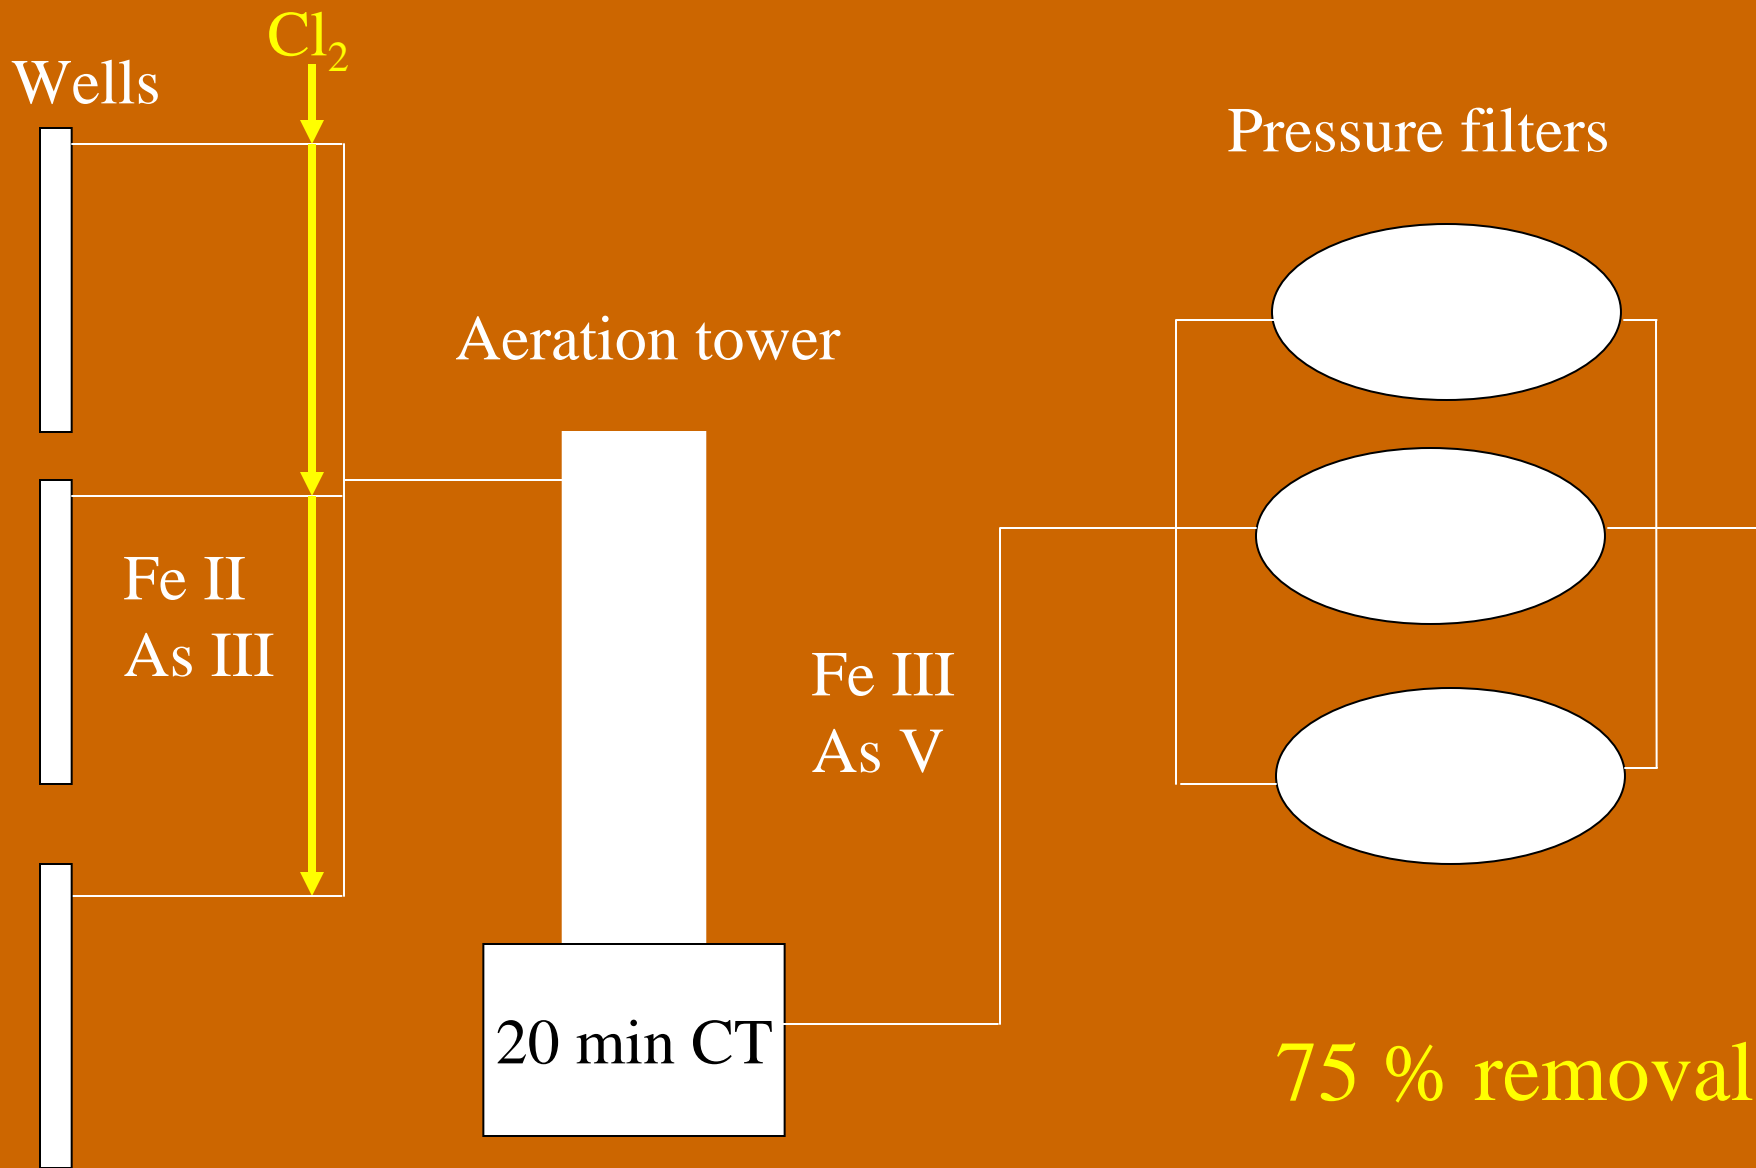 Cl₂
Wells
Pressure filters
Aeration tower
Fe II
As III
Fe III
As V
20 min CT
75 % removal